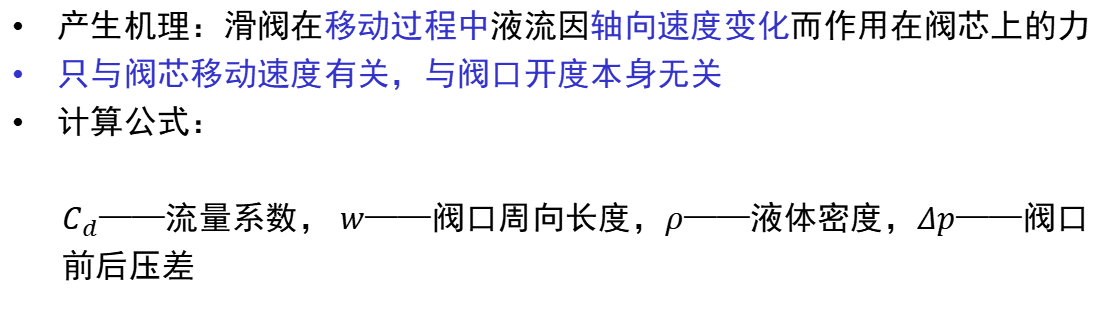 • 产生机理：滑阀在移动过程中液流因轴向速度变化而作用在阀芯上的力
• 只与阀芯移动速度有关，与阀口开度本身无关
• 计算公式：
C_d——流量系数， w——阀口周向长度，ρ——液体密度，Δp——阀口
前后压差